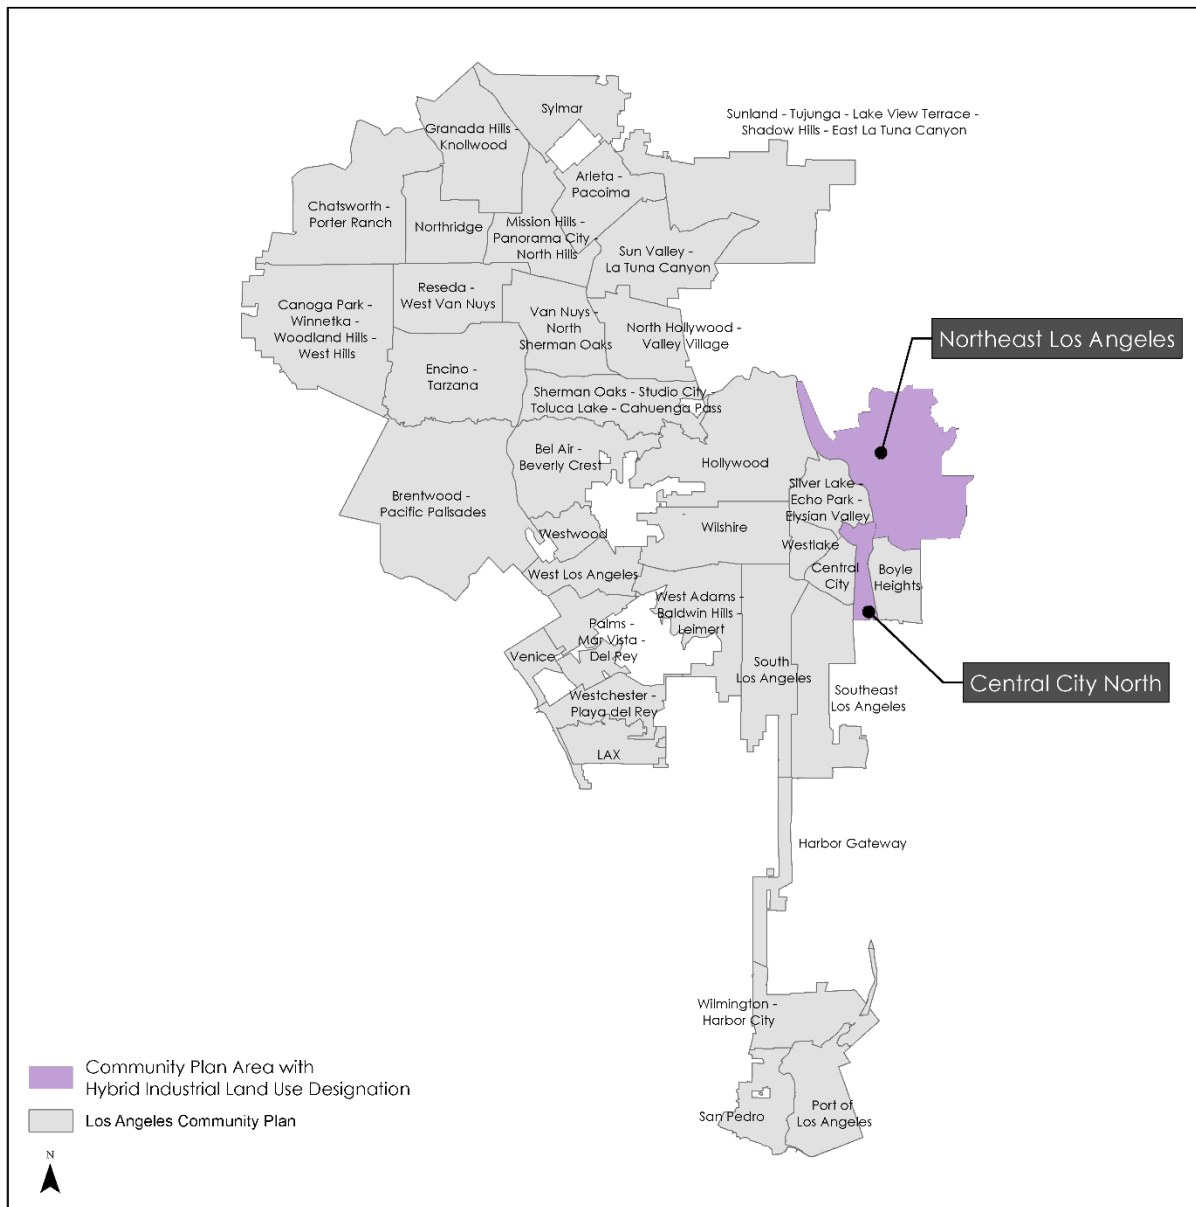 Sylmar
Sunland - Tujunga - Lake View Terrace -
Shadow Hills - East La Tuna Canyon
Granada Hills -
Knollwood
Arleta -
Pacoima
Chatsworth -
Porter Ranch
Northridge
Mission Hills -
Panorama City -
North Hills
Sun Valley -
La Tuna Canyon
Reseda -
West Van Nuys
Canoga Park -
Winnetka -
Woodland Hills -
West Hills
Van Nuys -
North
Sherman Oaks
North Hollywood -
Valley Village
Northeast Los Angeles
Encino -
Tarzana
Sherman Oaks - Studio City -
Toluca Lake - Cahuenga Pass
Bel Air -
Beverly Crest
Hollywood
Silver Lake -
Echo Park -
Elysian Valley
Brentwood -
Pacific Palisades
Westwood
Wilshire
Westlake
Central
City
Boyle
Heights
West Los Angeles
West Adams -
Baldwin Hills -
Leimert
Palms -
Mar Vista -
Del Rey
Venice
South
Los Angeles
Central City North
Westchester -
Playa del Rey
Southeast
Los Angeles
LAX
Harbor Gateway
Wilmington -
Harbor City
San Pedro
Port of
Los Angeles
Community Plan Area with
Hybrid Industrial Land Use Designation
Los Angeles Community Plan
N